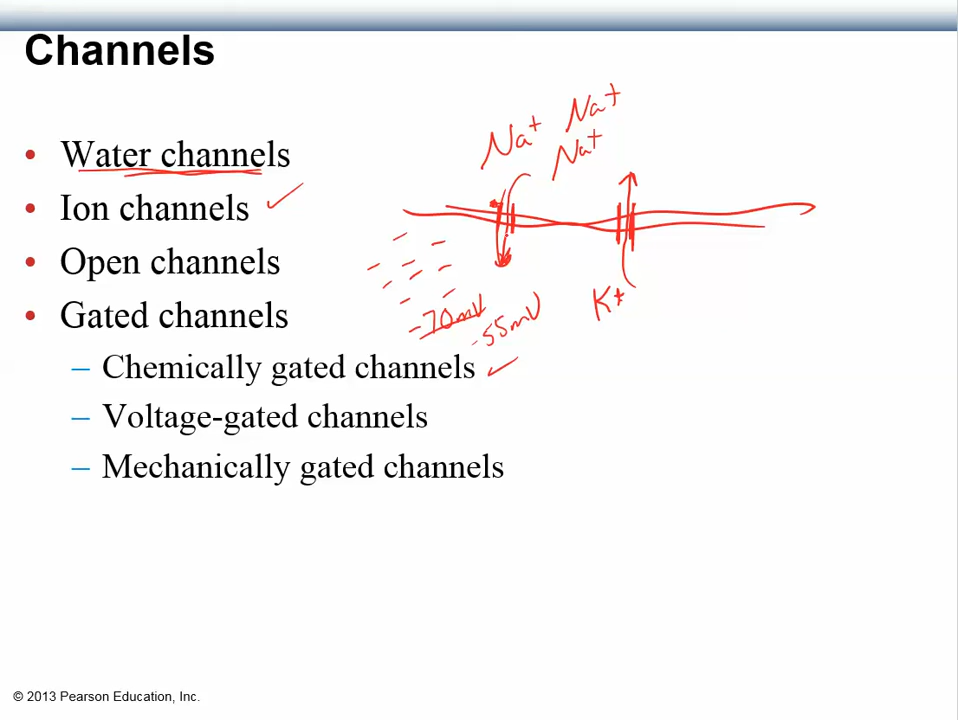 Channels
• Water channels
• Ion channels
• Open channels
• Gated channels
– Chemically gated channels
– Voltage-gated channels
– Mechanically gated channels
Na+ Na+
Na+
-70mV
-55mV
K+
© 2013 Pearson Education, Inc.